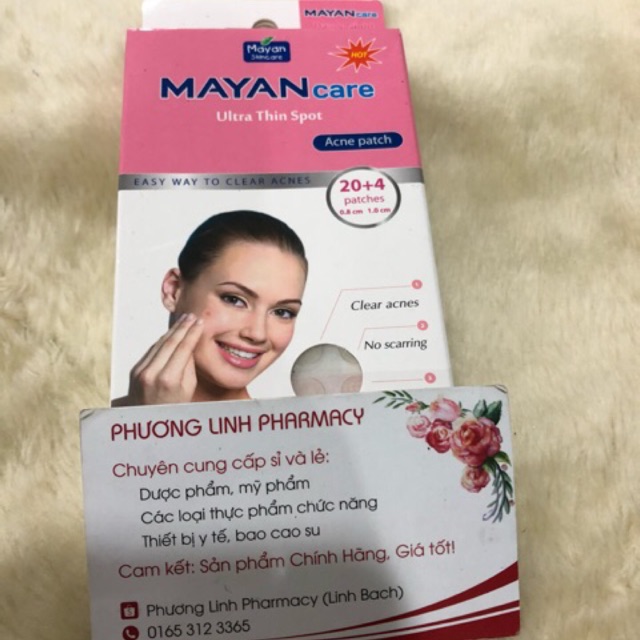 MAYANcare
Mayan
Skincare
HOT
MAYANcare
Ultra Thin Spot
Acne patch
EASY WAY TO CLEAR ACNES
20+4
patches
0.8 cm 1.0 cm
Clear acnes
No scarring
PHƯƠNG LINH PHARMACY
Chuyên cung cấp sỉ và lẻ:
Dược phẩm, mỹ phẩm
Các loại thực phẩm chức năng
Thiết bị y tế, bao cao su
Cam kết: Sản phẩm Chính Hãng, Giá tốt!
Phương Linh Pharmacy (Linh Bach)
0165 312 3365